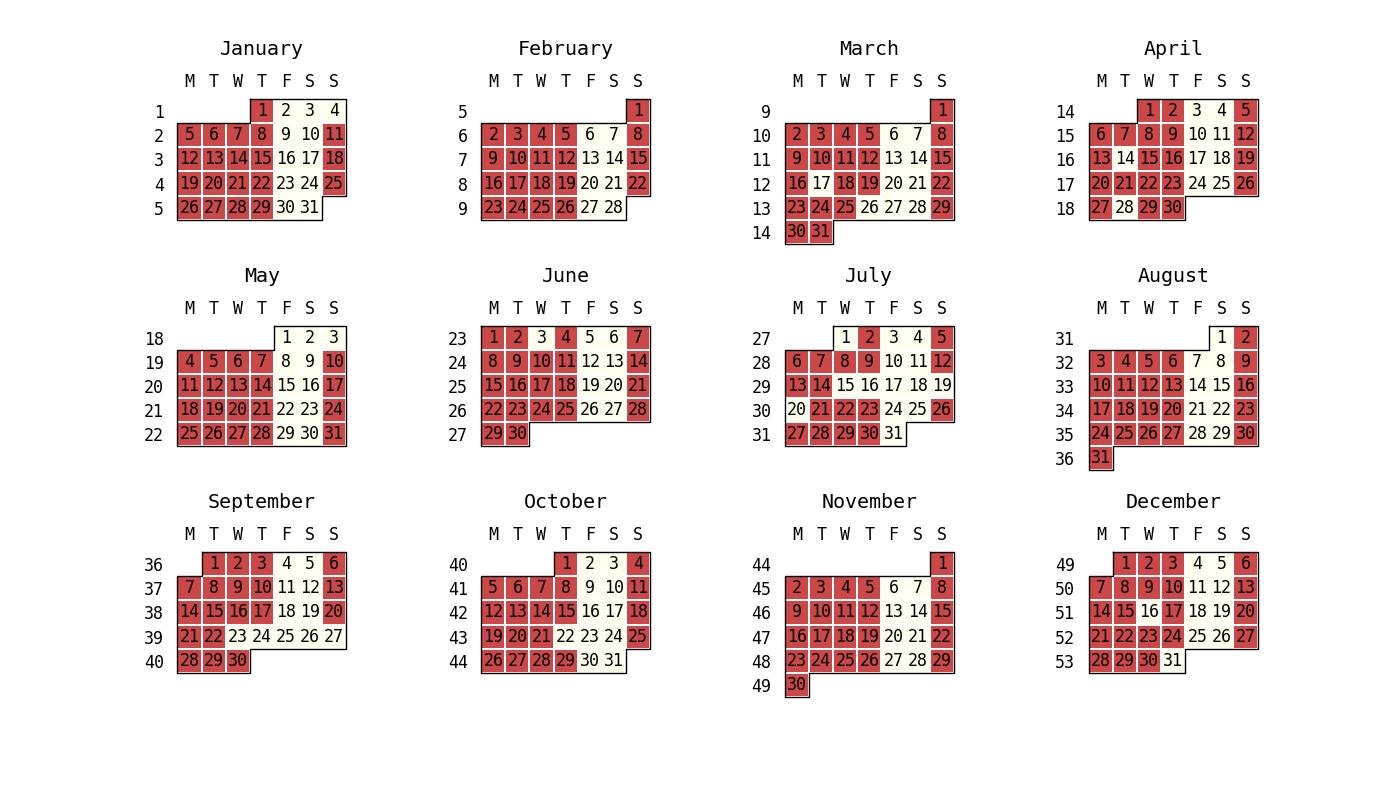 January February March April
M T W T F S S M T W T F S S M T W T F S S M T W T F S S
1 1 2 3 4 5 1 9 1 14 1 2 3 4 5
2 5 6 7 8 9 10 11 6 2 3 4 5 6 7 8 10 2 3 4 5 6 7 8 15 6 7 8 9 10 11 12
3 12 13 14 15 16 17 18 7 9 10 11 12 13 14 15 11 9 10 11 12 13 14 15 16 13 14 15 16 17 18 19
4 19 20 21 22 23 24 25 8 16 17 18 19 20 21 22 12 16 17 18 19 20 21 22 17 20 21 22 23 24 25 26
5 26 27 28 29 30 31 9 23 24 25 26 27 28 13 23 24 25 26 27 28 29 18 27 28 29 30
14 30 31
May June July August
M T W T F S S M T W T F S S M T W T F S S M T W T F S S
18 1 2 3 23 1 2 3 4 5 6 7 27 1 2 3 4 5 31 1 2
19 4 5 6 7 8 9 10 24 8 9 10 11 12 13 14 28 6 7 8 9 10 11 12 32 3 4 5 6 7 8 9
20 11 12 13 14 15 16 17 25 15 16 17 18 19 20 21 29 13 14 15 16 17 18 19 33 10 11 12 13 14 15 16
21 18 19 20 21 22 23 24 26 22 23 24 25 26 27 28 30 20 21 22 23 24 25 26 34 17 18 19 20 21 22 23
22 25 26 27 28 29 30 31 27 29 30 31 27 28 29 30 31 35 24 25 26 27 28 29 30
36 31
September October November December
M T W T F S S M T W T F S S M T W T F S S M T W T F S S
36 1 2 3 4 5 6 40 1 2 3 4 44 1 49 1 2 3 4 5 6
37 7 8 9 10 11 12 13 41 5 6 7 8 9 10 11 45 2 3 4 5 6 7 8 50 7 8 9 10 11 12 13
38 14 15 16 17 18 19 20 42 12 13 14 15 16 17 18 46 9 10 11 12 13 14 15 51 14 15 16 17 18 19 20
39 21 22 23 24 25 26 27 43 19 20 21 22 23 24 25 47 16 17 18 19 20 21 22 52 21 22 23 24 25 26 27
40 28 29 30 44 26 27 28 29 30 31 48 23 24 25 26 27 28 29 53 28 29 30 31
49 30